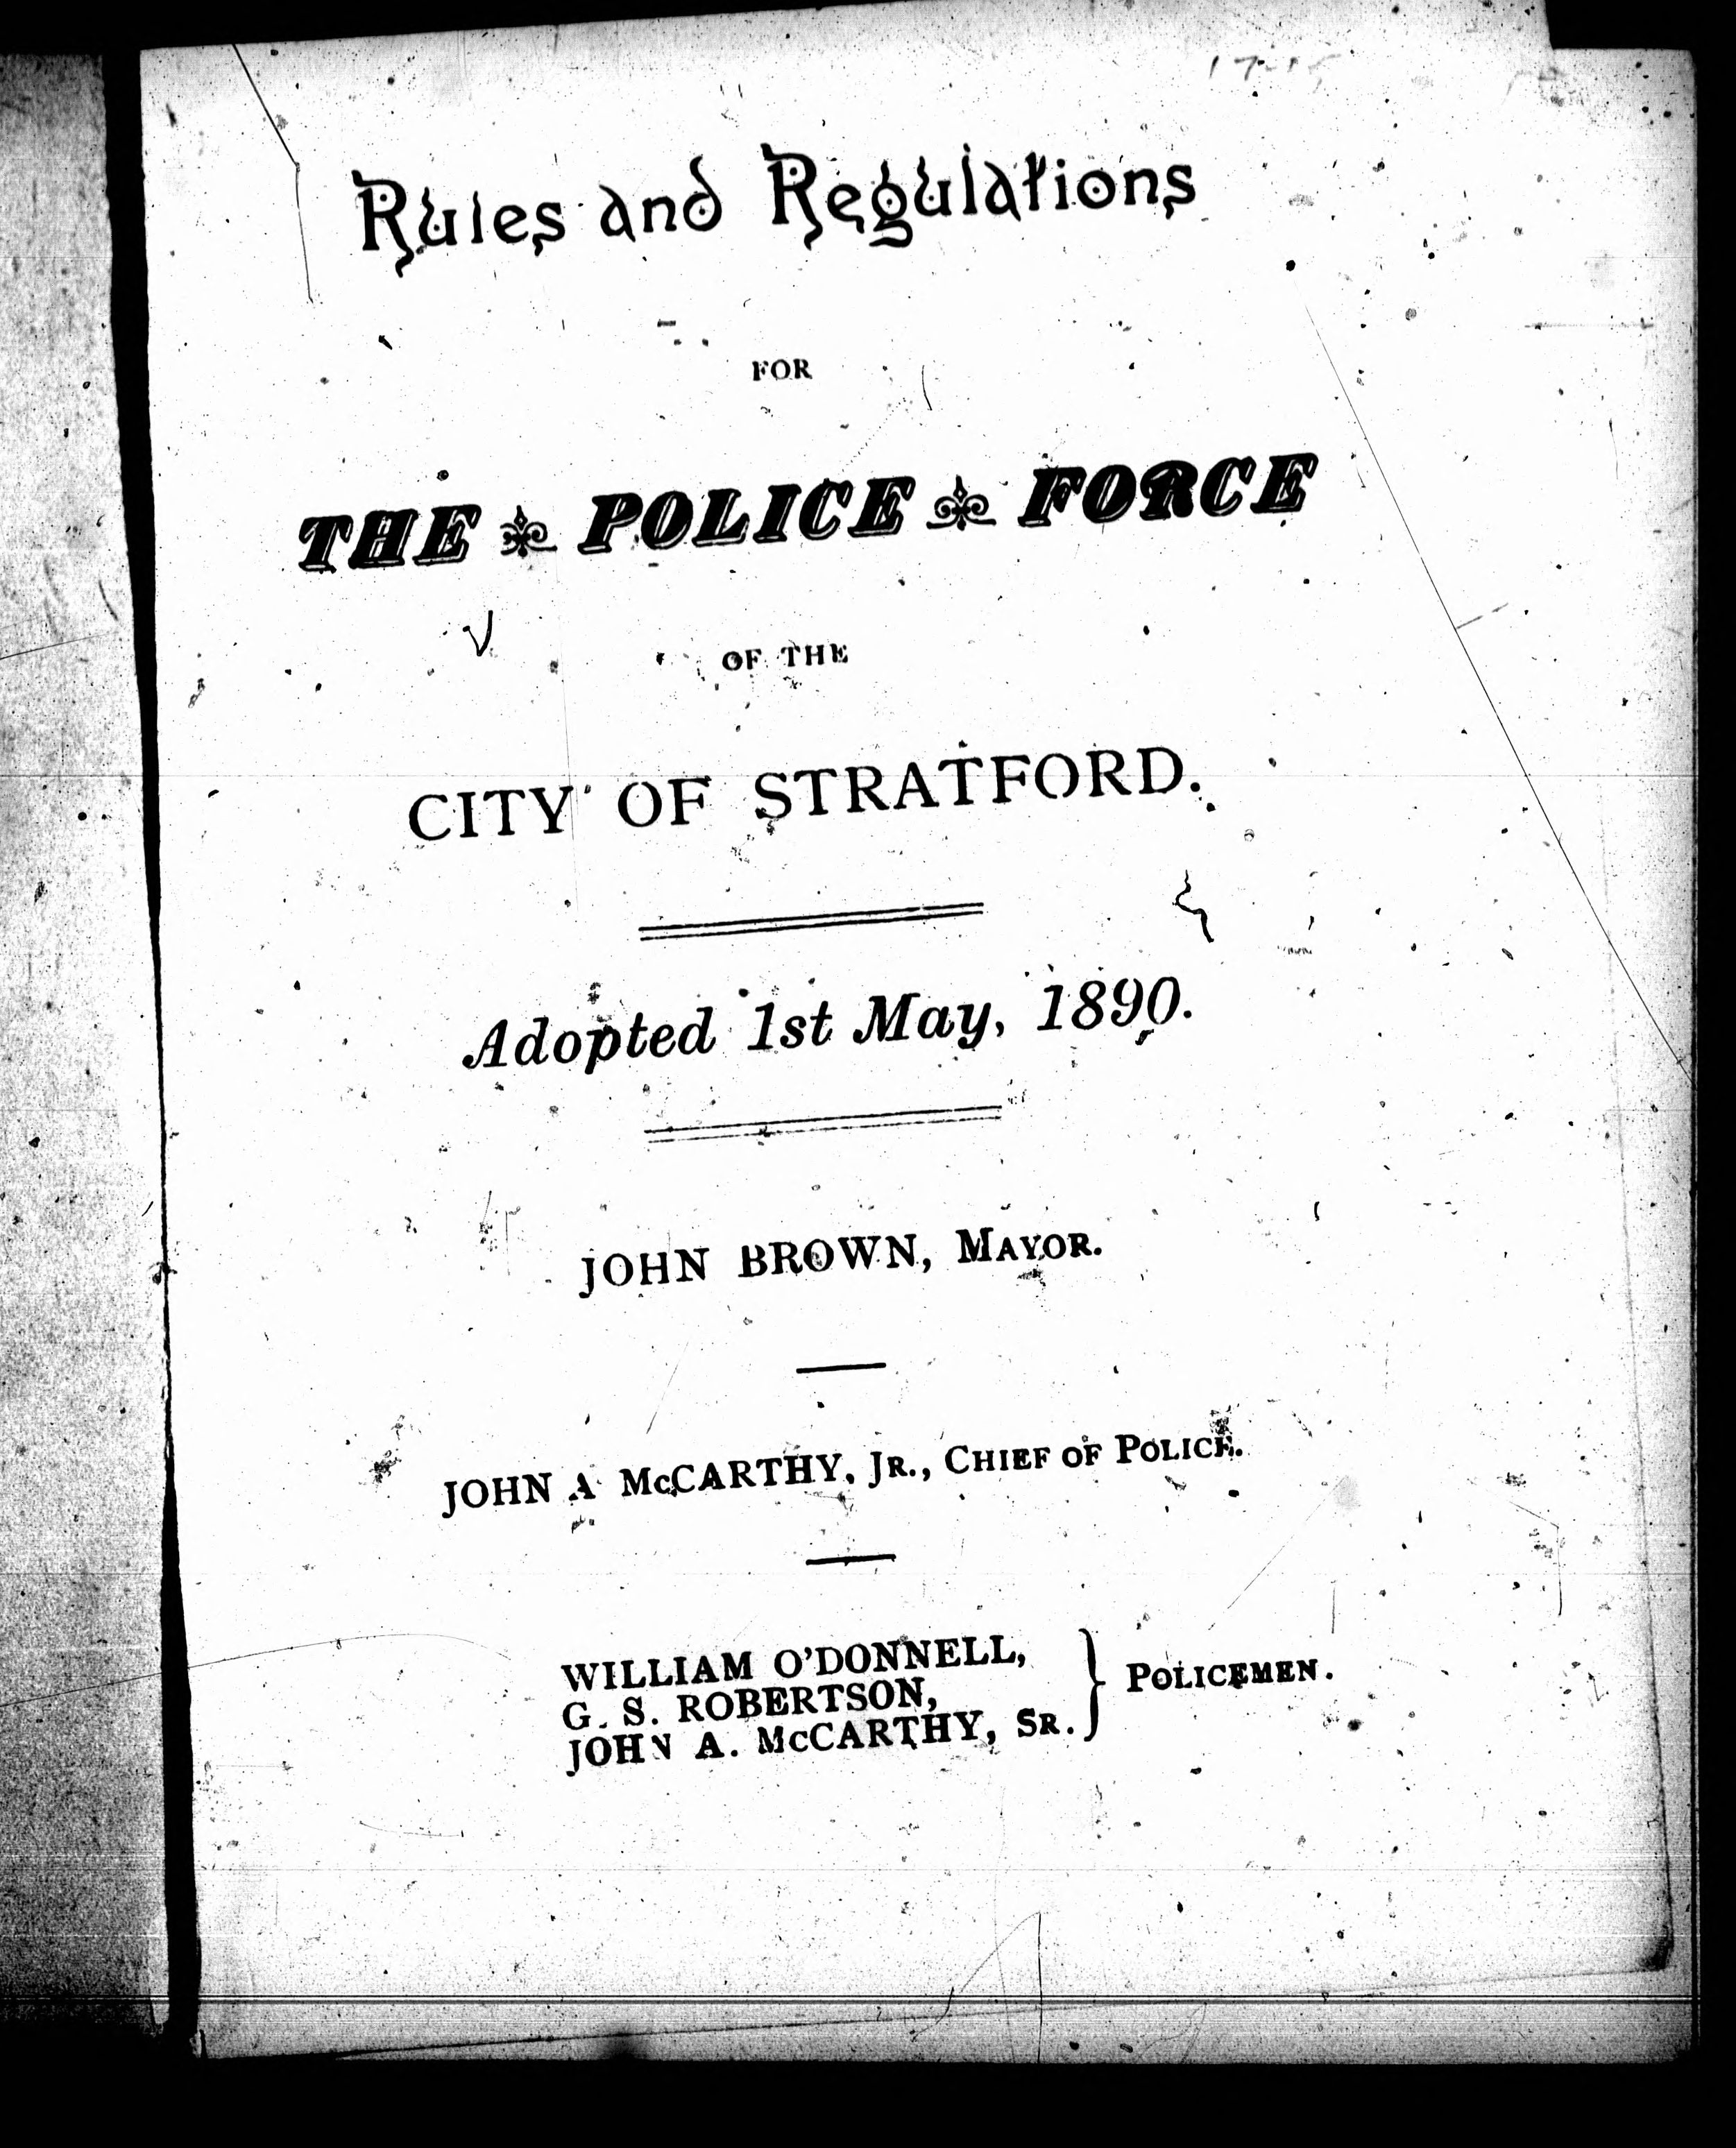 Rules and Regulations
FOR
THE POLICE FORCE
OF THE
CITY OF STRATFORD.
Adopted 1st May, 1890.
JOHN BROWN, MAYOR.
JOHN A McCARTHY, JR., CHIEF OF POLICE.
WILLIAM O'DONNELL,
G. S. ROBERTSON,
JOHN A. McCARTHY, SR.
} POLICEMEN.